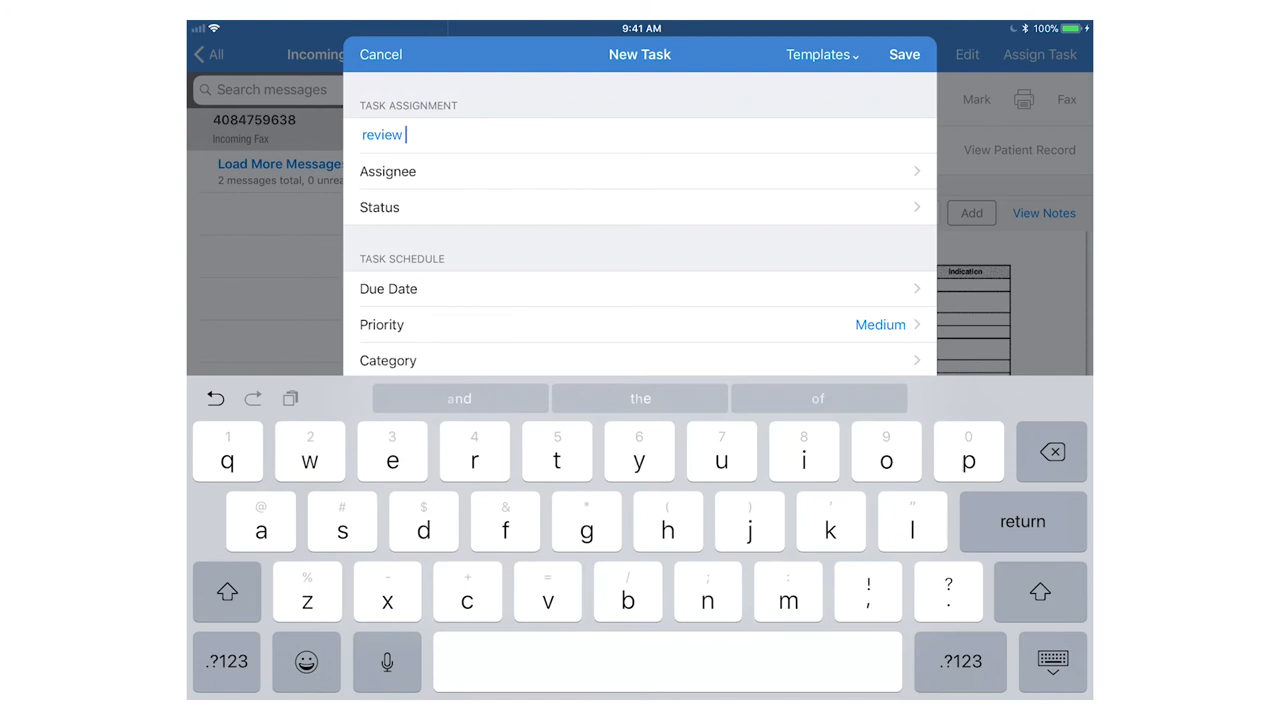 9:41 AM
100%
All
Incoming
Cancel
New Task
Templates
Save
Edit
Assign Task
Search messages
TASK ASSIGNMENT
Mark
Fax
4084759638
Incoming Fax
review
View Patient Record
Load More Message
2 messages total, 0 unre
Assignee
Status
Add
View Notes
TASK SCHEDULE
Indication
Due Date
Priority
Medium
Category
and
the
of
1 2 3 4 5 6 7 8 9 0
q w e r t y u i o p
@ # $ & * ( ) ' "
a s d f g h j k l
return
% - + = / ; : ! ?
z x c v b n m , .
.?123
.?123